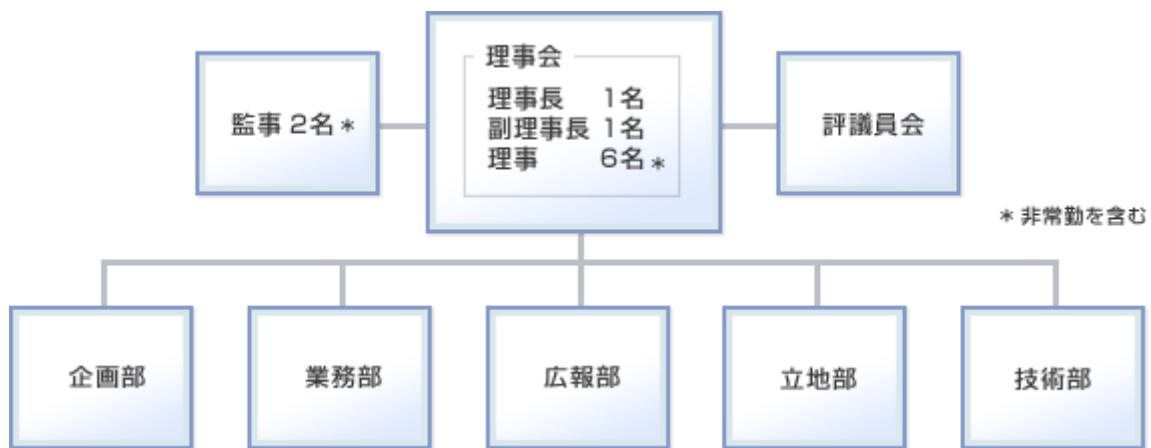 理事会
理事長 1名
副理事長 1名
理事 6名*
監事 2名*
評議員会
* 非常勤を含む
企画部
業務部
広報部
立地部
技術部